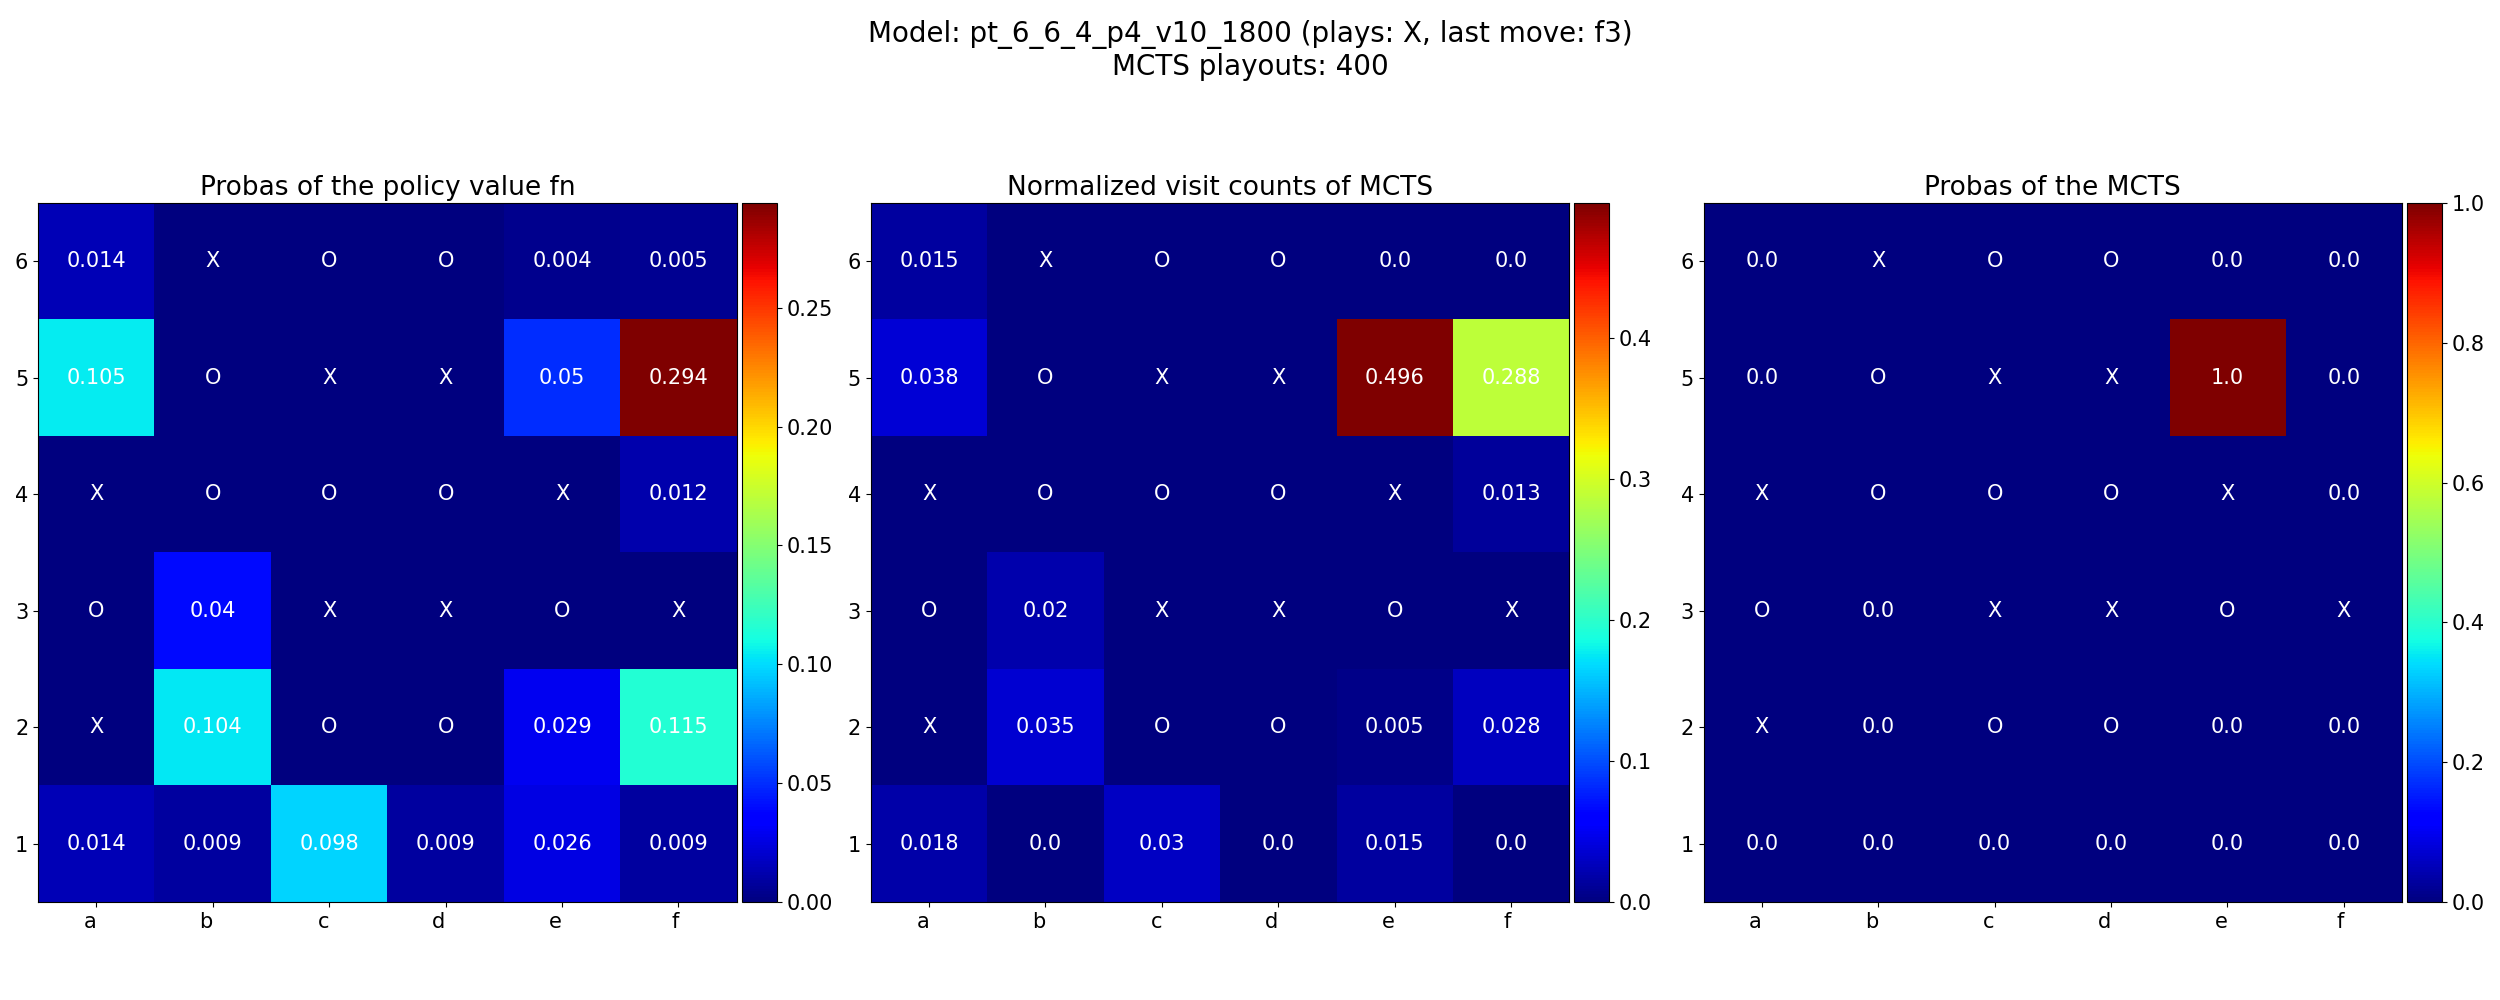 Model: pt_6_6_4_p4_v10_1800 (plays: X, last move: f3)
MCTS playouts: 400
Probas of the policy value fn
6 0.014 X O O 0.004 0.005
5 0.105 O X X 0.05 0.294
4 X O O O X 0.012
3 O 0.04 X X O X
2 X 0.104 O O 0.029 0.115
1 0.014 0.009 0.098 0.009 0.026 0.009
a b c d e f
0.25
0.20
0.15
0.10
0.05
0.00
Normalized visit counts of MCTS
6 0.015 X O O 0.0 0.0
5 0.038 O X X 0.496 0.288
4 X O O O X 0.013
3 O 0.02 X X O X
2 X 0.035 O O 0.005 0.028
1 0.018 0.0 0.03 0.0 0.015 0.0
a b c d e f
0.4
0.3
0.2
0.1
0.0
Probas of the MCTS
6 0.0 X O O 0.0 0.0
5 0.0 O X X 1.0 0.0
4 X O O O X 0.0
3 O 0.0 X X O X
2 X 0.0 O O 0.0 0.0
1 0.0 0.0 0.0 0.0 0.0 0.0
a b c d e f
1.0
0.8
0.6
0.4
0.2
0.0